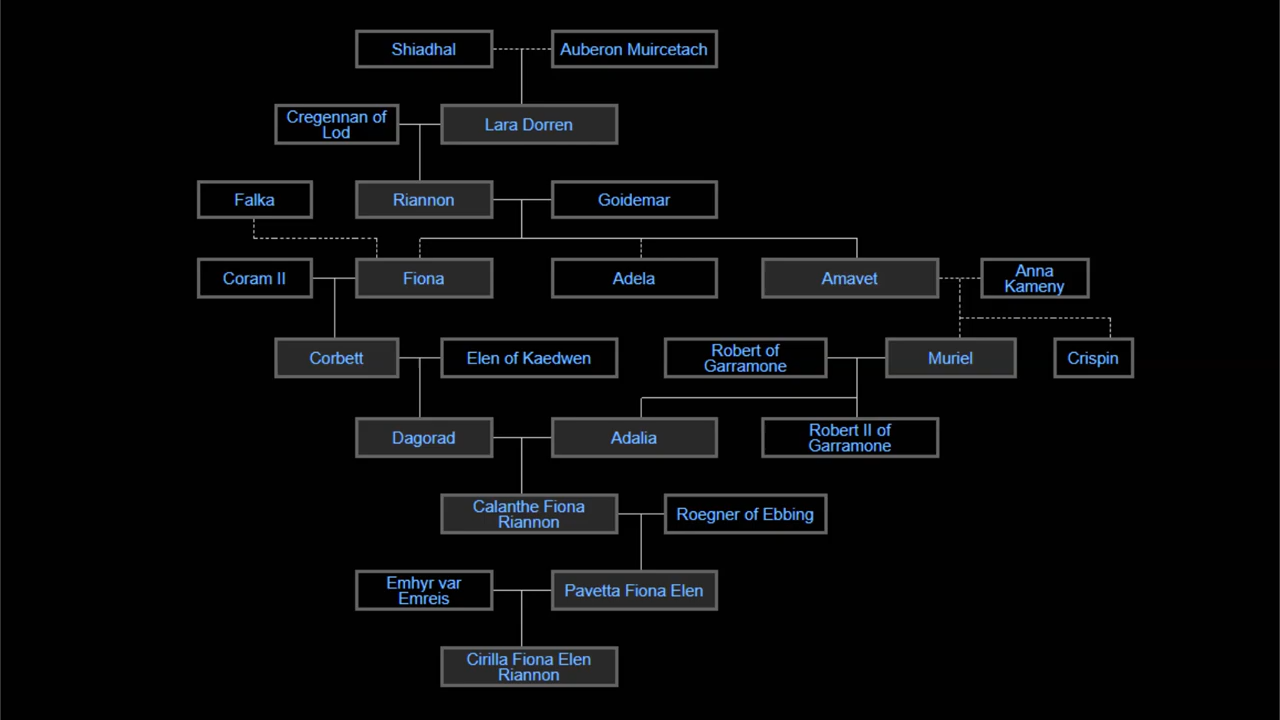 Shiadhal
Auberon Muircetach
Cregennan of
Lod
Lara Dorren
Falka
Riannon
Goidemar
Coram II
Fiona
Adela
Amavet
Anna
Kameny
Corbett
Elen of Kaedwen
Robert of
Garramone
Muriel
Crispin
Dagorad
Adalia
Robert II of
Garramone
Calanthe Fiona
Riannon
Roegner of Ebbing
Emhyr var
Emreis
Pavetta Fiona Elen
Cirilla Fiona Elen
Riannon